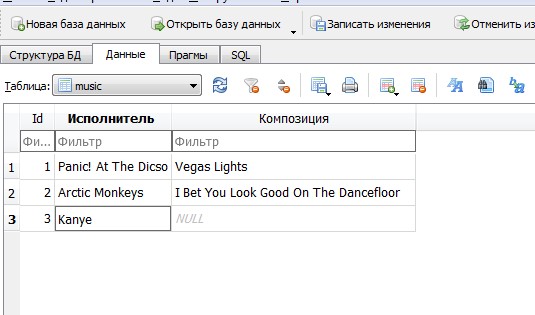 Новая база данных Открыть базу данных Записать изменения Отменить из
Структура БД Данные Прагмы SQL
Таблица: music
Id Исполнитель Композиция
Фи... Фильтр Фильтр
1 1 Panic! At The Dicso Vegas Lights
2 2 Arctic Monkeys I Bet You Look Good On The Dancefloor
3 3 Kanye NULL